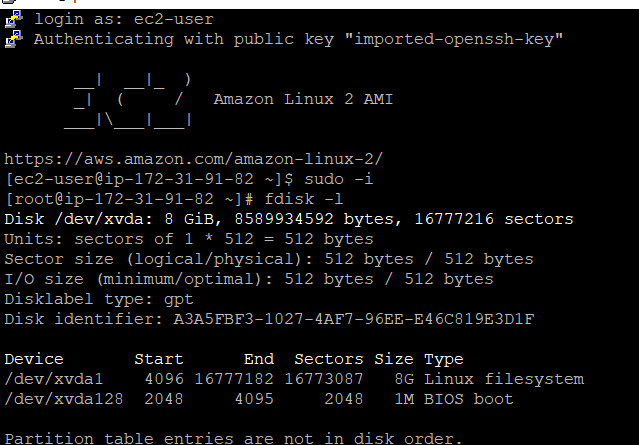 login as: ec2-user
Authenticating with public key "imported-openssh-key"
       __|  __|_  )
       _|  (     /   Amazon Linux 2 AMI
      ___|\___|___|
https://aws.amazon.com/amazon-linux-2/
[ec2-user@ip-172-31-91-82 ~]$ sudo -i
[root@ip-172-31-91-82 ~]# fdisk -l
Disk /dev/xvda: 8 GiB, 8589934592 bytes, 16777216 sectors
Units: sectors of 1 * 512 = 512 bytes
Sector size (logical/physical): 512 bytes / 512 bytes
I/O size (minimum/optimal): 512 bytes / 512 bytes
Disklabel type: gpt
Disk identifier: A3A5FBF3-1027-4AF7-96EE-E46C819E3D1F
Device       Start      End  Sectors Size Type
/dev/xvda1    4096 16777182 16773087   8G Linux filesystem
/dev/xvda128  2048     4095     2048   1M BIOS boot
Partition table entries are not in disk order.